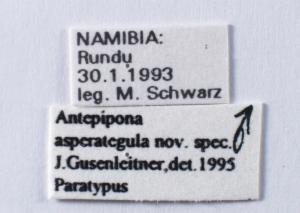 NAMIBIA:
Rundu
30.1.1993
leg. M. Schwarz
Antepipona
asperategula nov. spec. ♂
J.Gusenleitner,det.1995
Paratypus